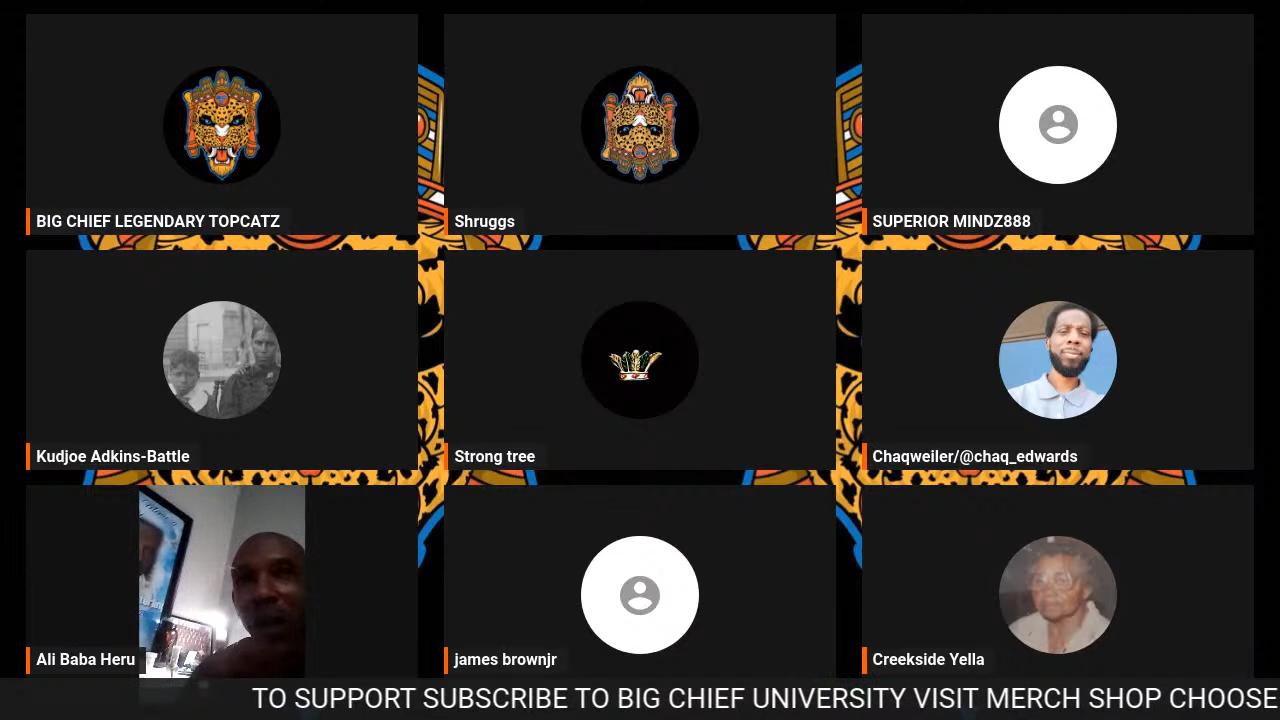 BIG CHIEF LEGENDARY TOPCATZ
Shruggs
SUPERIOR MINDZ888
Kudjoe Adkins-Battle
Strong tree
Chaqweiler/@chaq_edwards
Ali Baba Heru
james brownjr
Creekside Yella
TO SUPPORT SUBSCRIBE TO BIG CHIEF UNIVERSITY VISIT MERCH SHOP CHOOSE